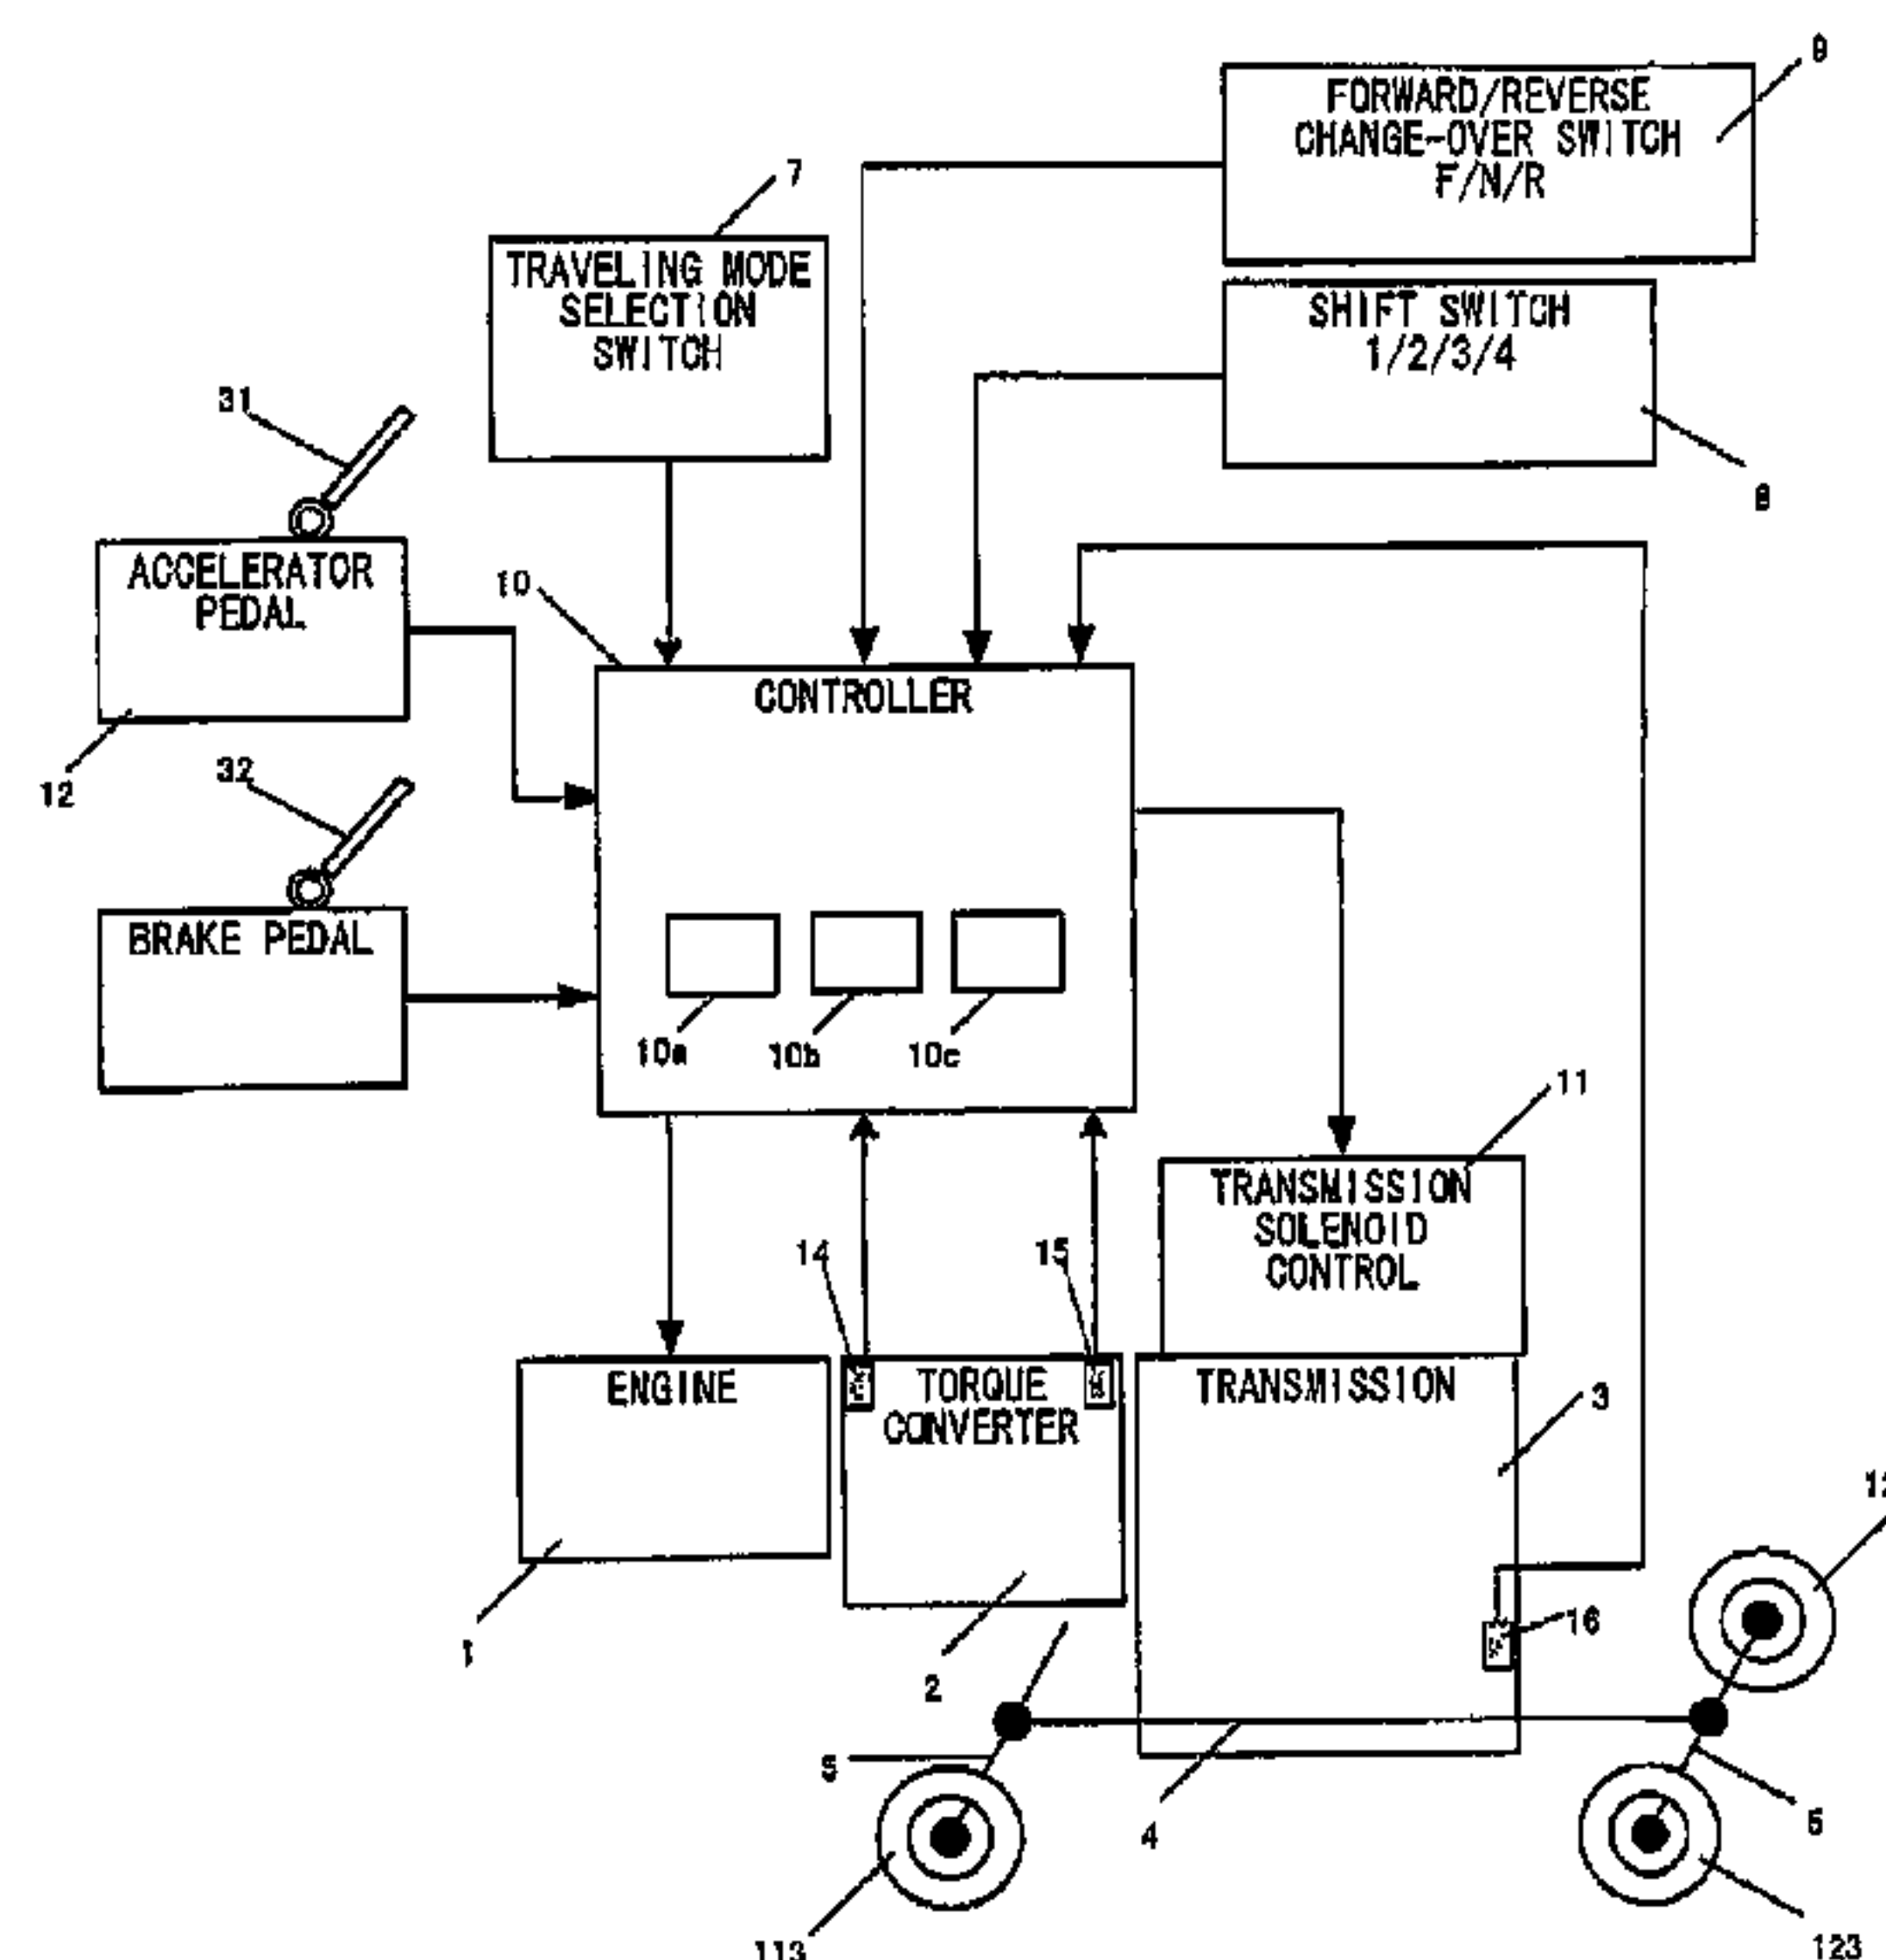 9
FORWARD/REVERSE
CHANGE-OVER SWITCH
F/N/R
7
TRAVELING MODE
SELECTION
SWITCH
SHIFT SWITCH
1/2/3/4
8
31
ACCELERATOR
PEDAL
12
10
CONTROLLER
32
BRAKE PEDAL
10a
10b
10c
11
TRANSMISSION
SOLENOID
CONTROL
14
15
ENGINE
TORQUE
CONVERTER
TRANSMISSION
3
16
1
2
5
4
5
113
123